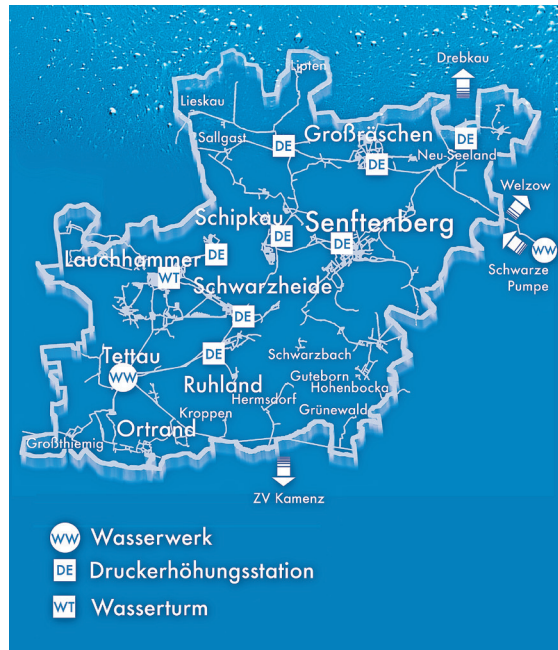 Drebkau
Lipten
Lieskau
Sallgast
Großräschen
DE
DE
DE
Neu-Seeland
Welzow
Schipkau
Senftenberg
DE
DE
WW
Lauchhammer
DE
WT
Schwarze
Pumpe
Schwarzheide
DE
Tettau
DE
Schwarzbach
WW
Ruhland
Guteborn
Hohenbocka
Hermsdorf
Kroppen
Grünewald
Ortrand
Großthiemig
ZV Kamenz
WW Wasserwerk
DE Druckerhöhungsstation
WT Wasserturm